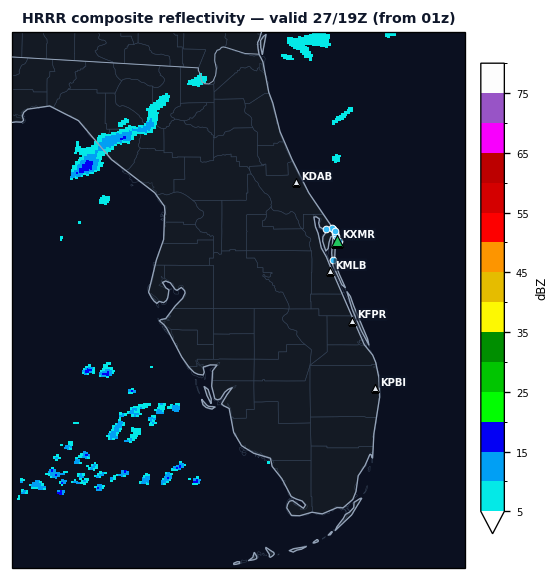 HRRR composite reflectivity — valid 27/19Z (from 01z)
KDAB
KXMR
KMLB
KFPR
KPBI
75
65
55
45
35
25
15
5
dBZ